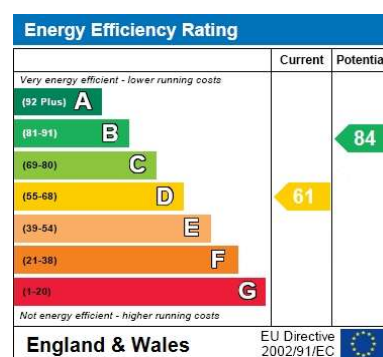 Energy Efficiency Rating
Current Potentia
Very energy efficient - lower running costs
(92 Plus) A
(81-91) B
84
(69-80) C
(55-68) D
61
(39-54) E
(21-38) F
(1-20) G
Not energy efficient - higher running costs
England & Wales
EU Directive
2002/91/EC